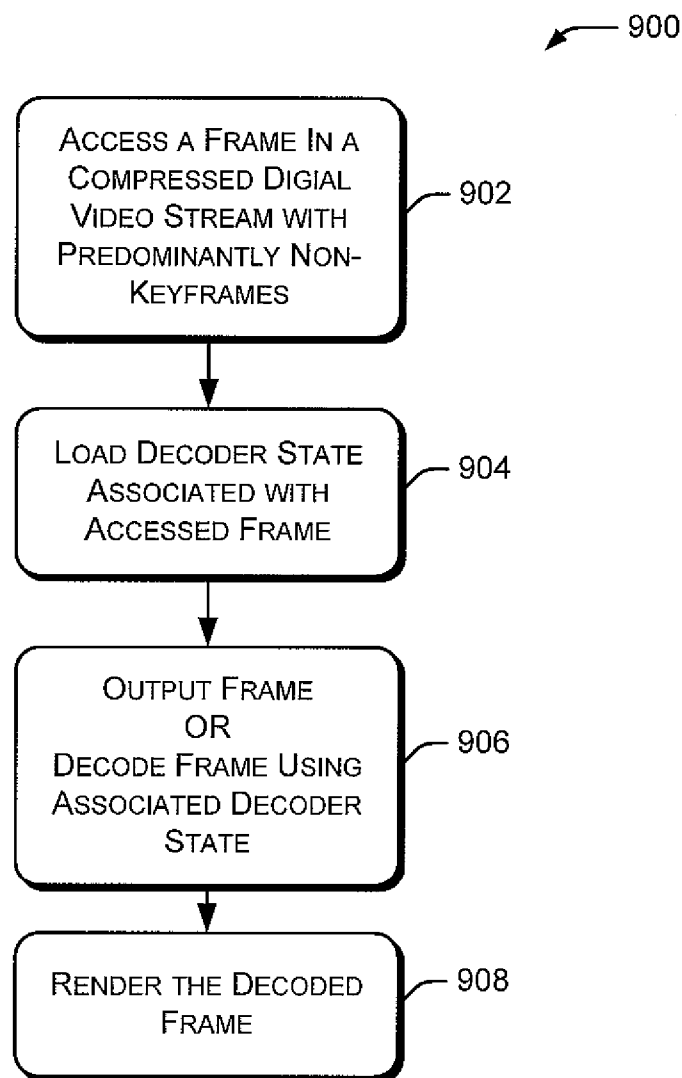 900
ACCESS A FRAME IN A
COMPRESSED DIGIAL
VIDEO STREAM WITH
PREDOMINANTLY NON-
KEYFRAMES
902
LOAD DECODER STATE
ASSOCIATED WITH
ACCESSED FRAME
904
OUTPUT FRAME
OR
DECODE FRAME USING
ASSOCIATED DECODER
STATE
906
RENDER THE DECODED
FRAME
908